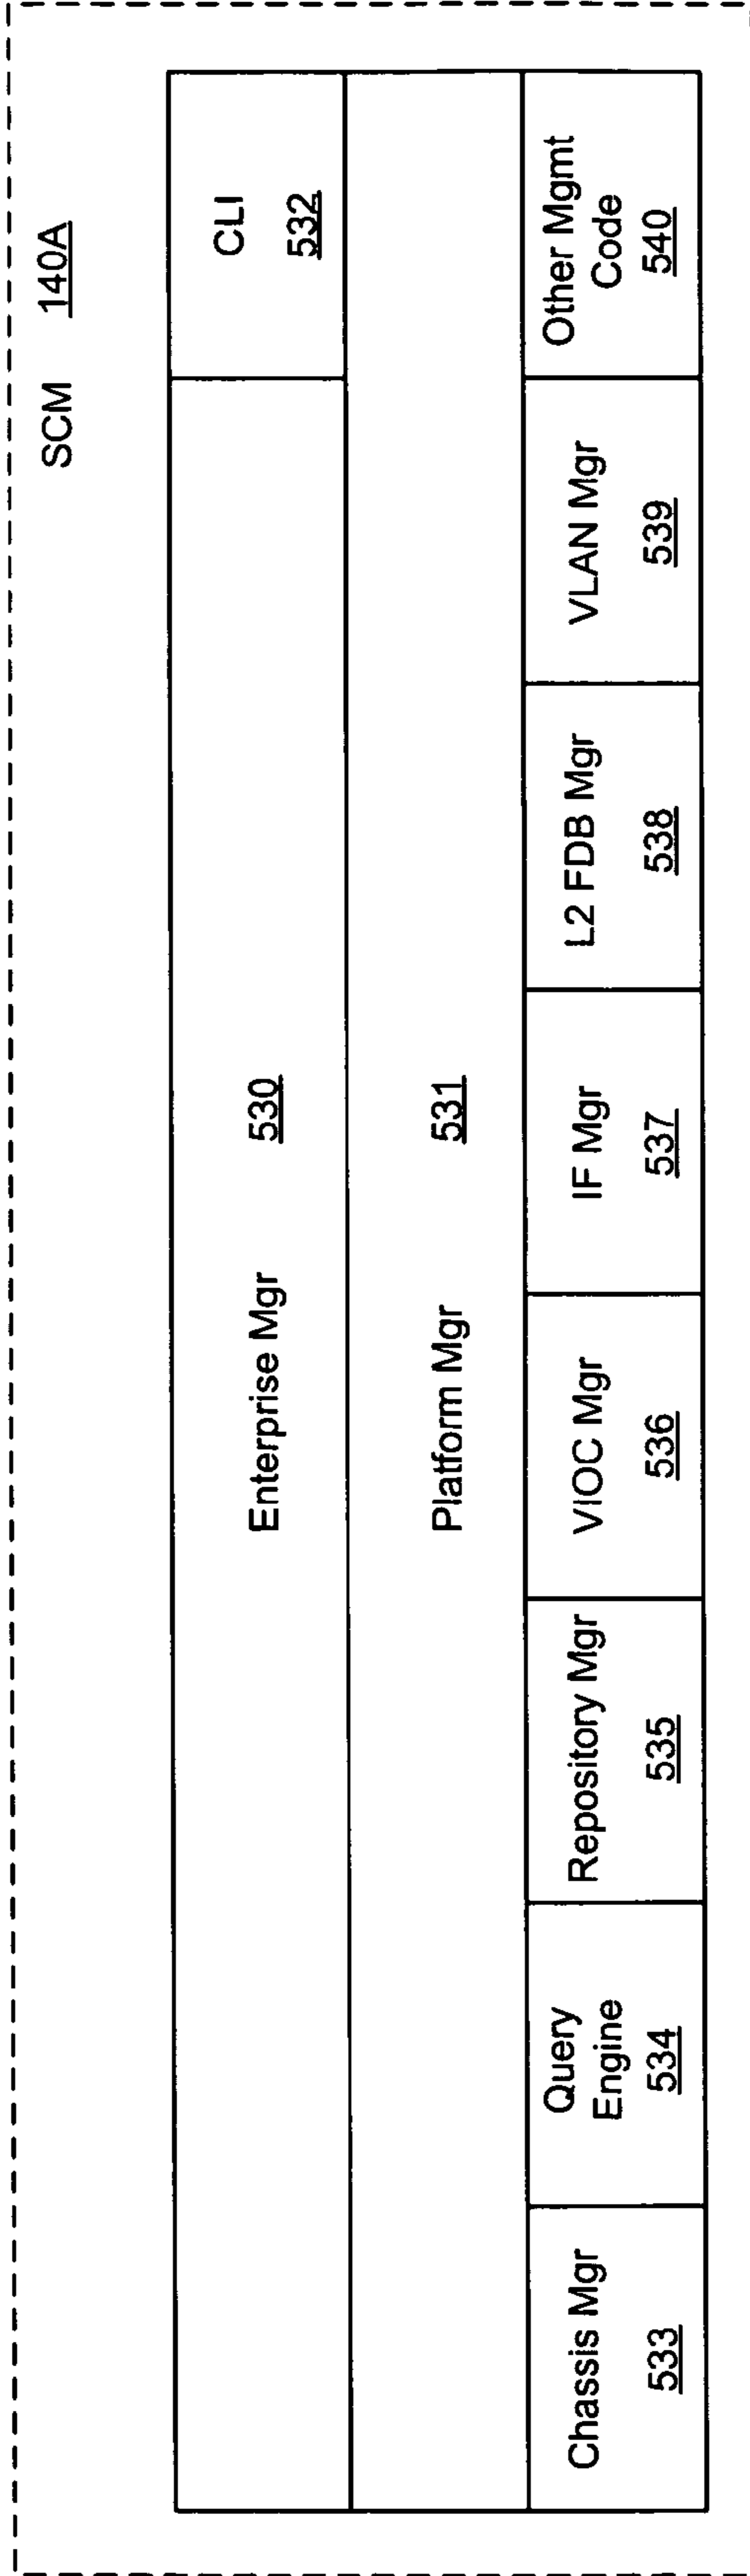 SCM 140A
Enterprise Mgr 530
CLI
532
Platform Mgr 531
Chassis Mgr
533
Query
Engine
534
Repository Mgr
535
VIOC Mgr
536
IF Mgr
537
L2 FDB Mgr
538
VLAN Mgr
539
Other Mgmt
Code
540